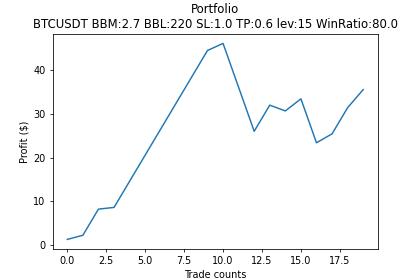 Portfolio
BTCUSDT BBM:2.7 BBL:220 SL:1.0 TP:0.6 lev:15 WinRatio:80.0
40
30
20
10
0
Profit ($)
0.0 2.5 5.0 7.5 10.0 12.5 15.0 17.5
Trade counts